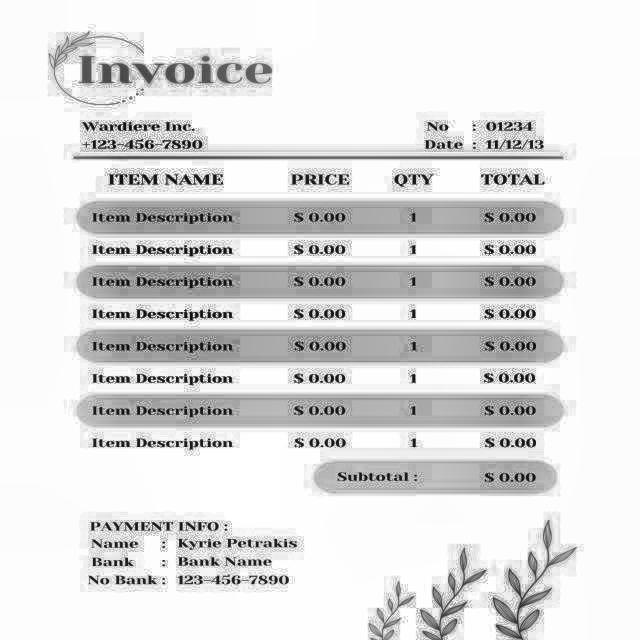 Invoice
Wardiere Inc. No : 01234
+123-456-7890 Date : 11/12/13
ITEM NAME PRICE QTY TOTAL
Item Description $ 0.00 1 $ 0.00
Item Description $ 0.00 1 $ 0.00
Item Description $ 0.00 1 $ 0.00
Item Description $ 0.00 1 $ 0.00
Item Description $ 0.00 1 $ 0.00
Item Description $ 0.00 1 $ 0.00
Item Description $ 0.00 1 $ 0.00
Item Description $ 0.00 1 $ 0.00
Subtotal : $ 0.00
PAYMENT INFO :
Name : Kyrie Petrakis
Bank : Bank Name
No Bank : 123-456-7890